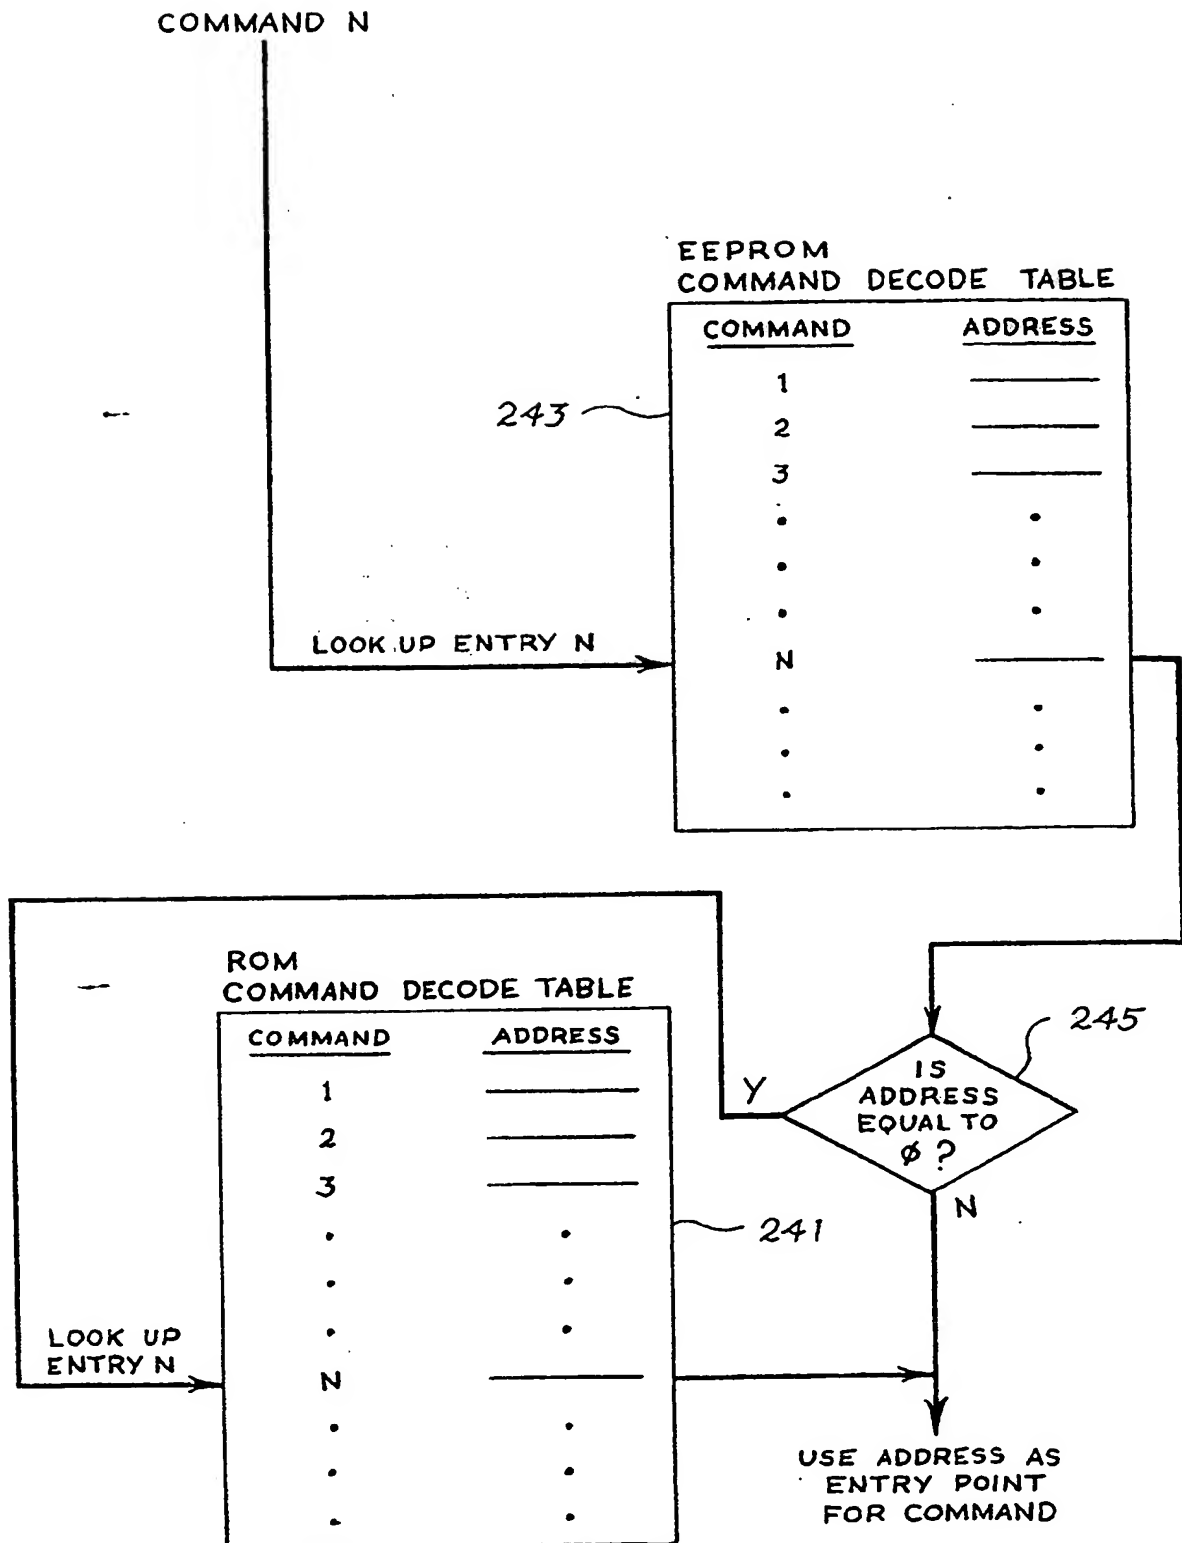 COMMAND N
EEPROM
COMMAND DECODE TABLE
COMMAND ADDRESS
1
243
2
3
LOOK UP ENTRY N
N
ROM
COMMAND DECODE TABLE
COMMAND ADDRESS
1
2
3
241
LOOK UP
ENTRY N
N
245
IS
ADDRESS
EQUAL TO
ø ?
Y
N
USE ADDRESS AS
ENTRY POINT
FOR COMMAND